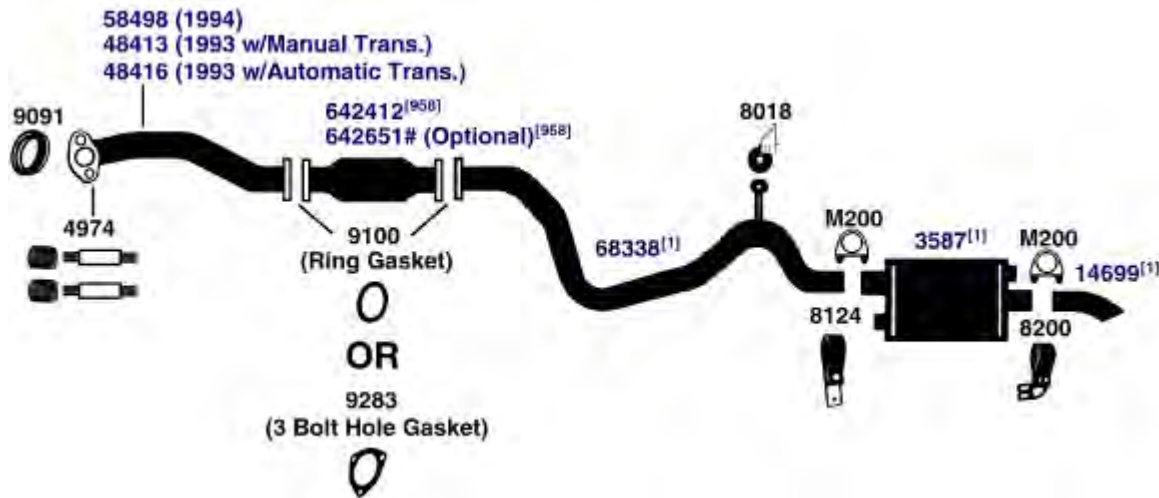 58498 (1994)
48413 (1993 w/Manual Trans.)
48416 (1993 w/Automatic Trans.)
9091
642412[958]
642651# (Optional)[958]
8018
4974
9100
(Ring Gasket)
68338[1]
M200
3587[1]
M200
14699[1]
8124
8200
OR
9283
(3 Bolt Hole Gasket)